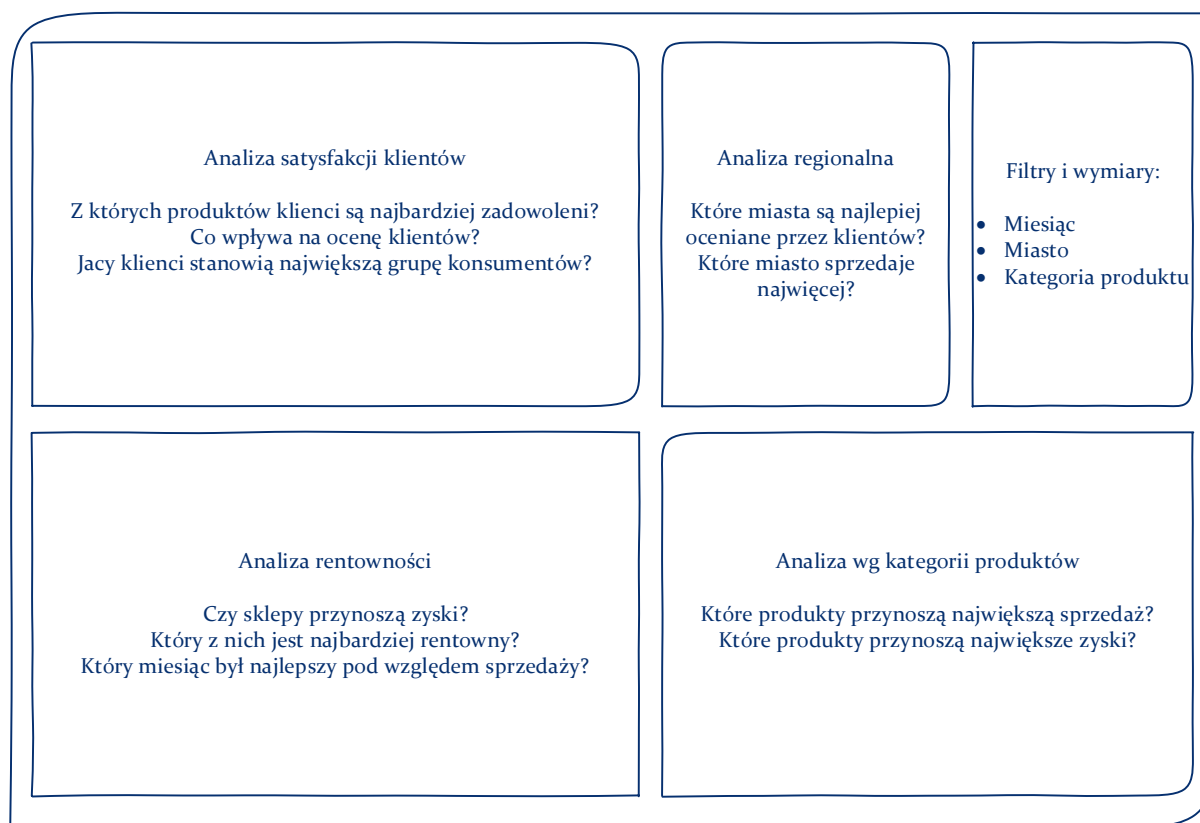 Analiza satysfakcji klientów
Z których produktów klienci są najbardziej zadowoleni?
Co wpływa na ocenę klientów?
Jacy klienci stanowią największą grupę konsumentów?
Analiza regionalna
Które miasta są najlepiej
oceniane przez klientów?
Które miasto sprzedaje
najwięcej?
Filtry i wymiary:
• Miesiąc
• Miasto
• Kategoria produktu
Analiza rentowności
Czy sklepy przynoszą zyski?
Który z nich jest najbardziej rentowny?
Który miesiąc był najlepszy pod względem sprzedaży?
Analiza wg kategorii produktów
Które produkty przynoszą największą sprzedaż?
Które produkty przynoszą największe zyski?